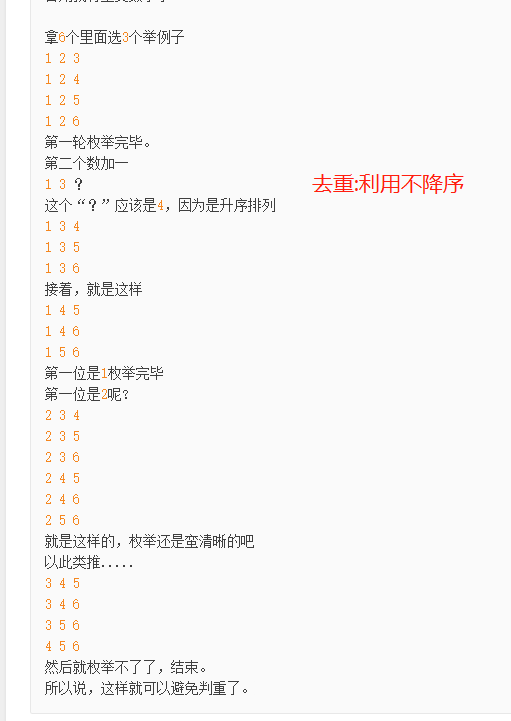 拿6个里面选3个举例子
1 2 3
1 2 4
1 2 5
1 2 6
第一轮枚举完毕。
第二个数加一
1 3 ？
去重:利用不降序
这个“？”应该是4，因为是升序排列
1 3 4
1 3 5
1 3 6
接着，就是这样
1 4 5
1 4 6
1 5 6
第一位是1枚举完毕
第一位是2呢？
2 3 4
2 3 5
2 3 6
2 4 5
2 4 6
2 5 6
就是这样的，枚举还是蛮清晰的吧
以此类推.....
3 4 5
3 4 6
3 5 6
4 5 6
然后就枚举不了了，结束。
所以说，这样就可以避免判重了。